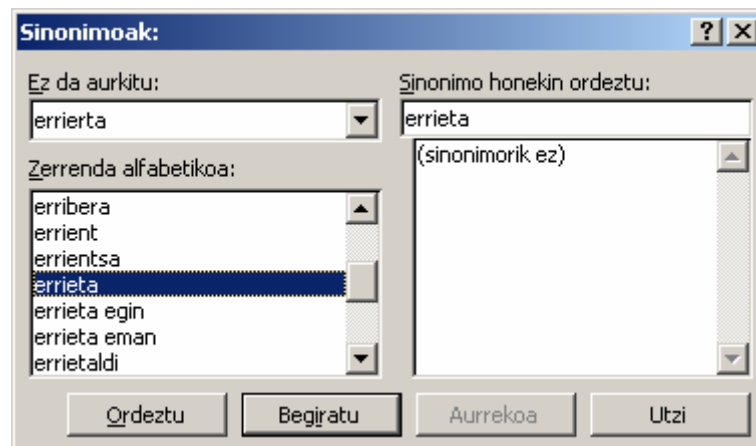 Sinonimoak:
Ez da aurkitu:
errierta
Zerrenda alfabetikoa:
erribera
errient
errientsa
errieta
errieta egin
errieta eman
errietaldi
Sinonimo honekin ordeztu:
errieta
(sinonimorik ez)
Ordeztu
Begiratu
Aurrekoa
Utzi